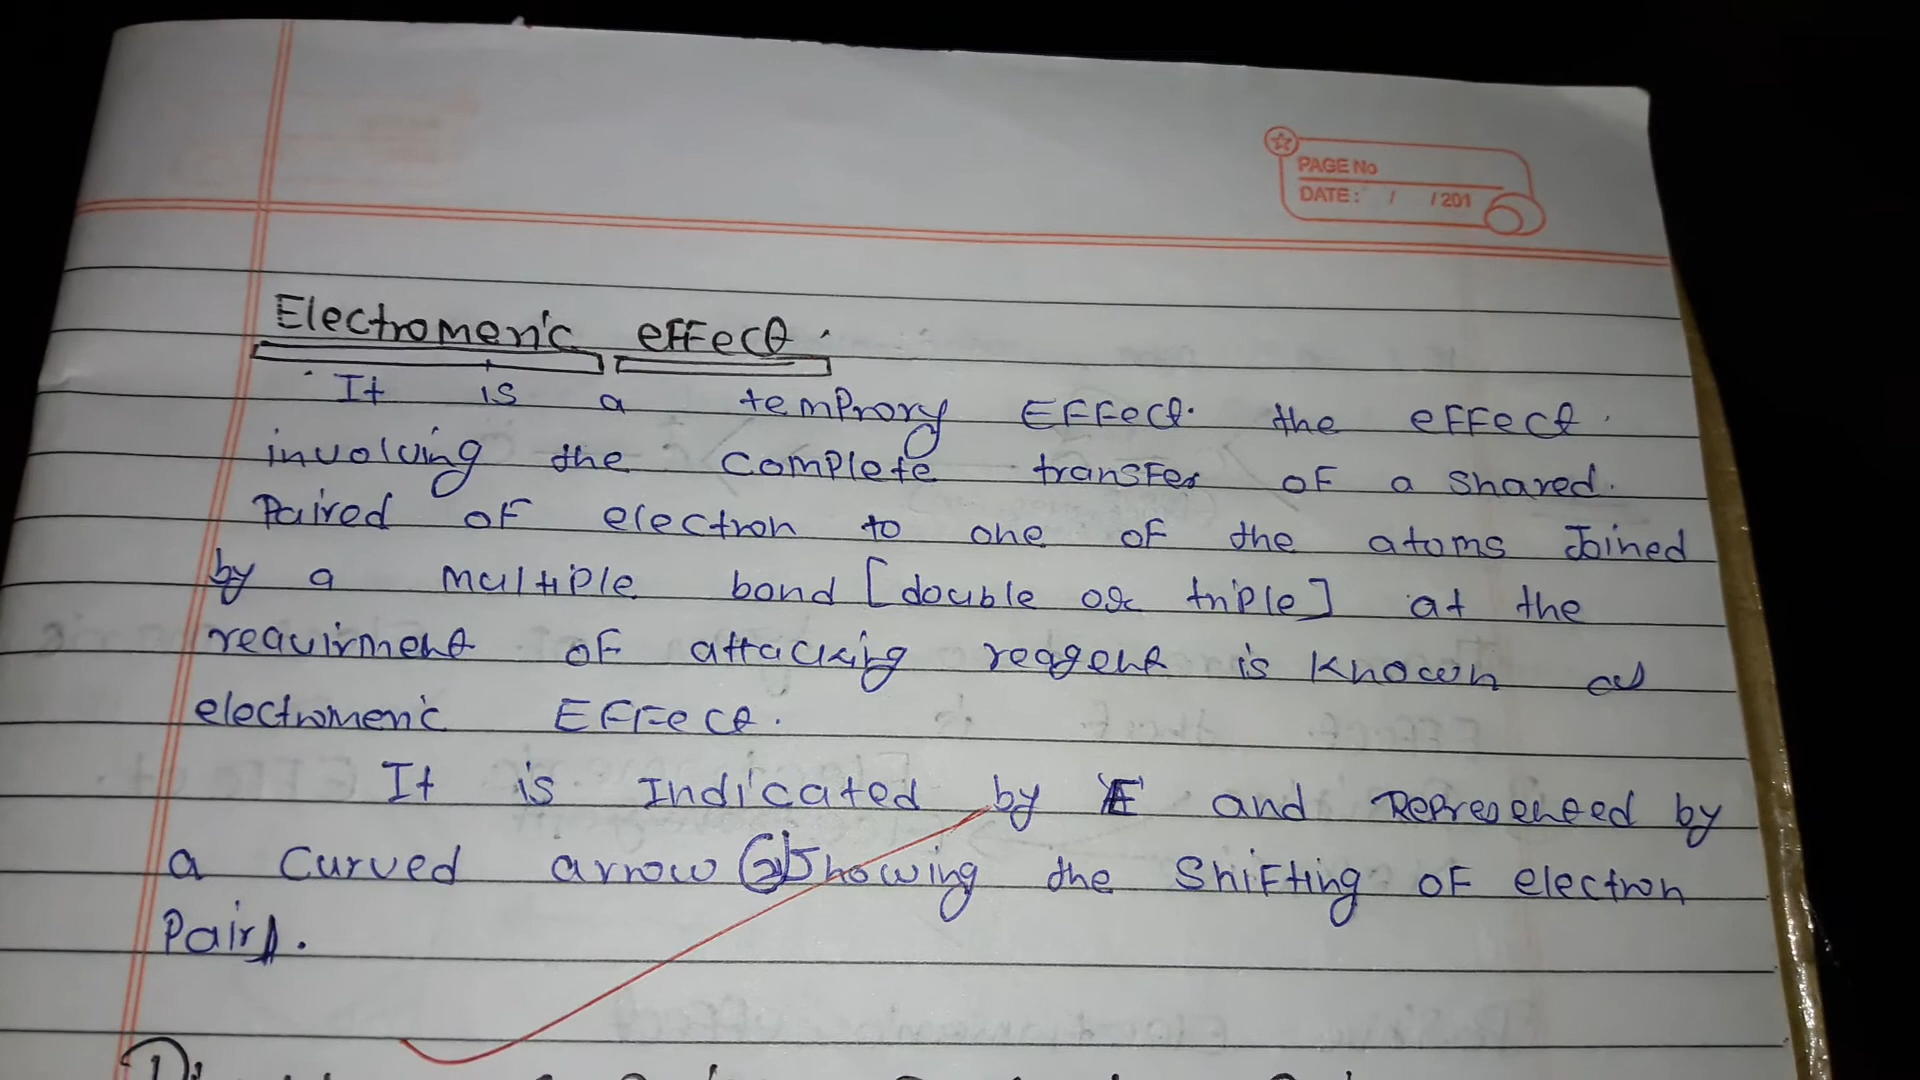 PAGE No
DATE: / /201
Electromeric effect.
It is a temprory Effect. the effect
involving the complete transfer of a shared.
Paired of electron to one of the atoms Joined
by a multiple bond [double or triple] at the
requirment of attacking reagent is known as
electromeric Effect.
It is Indicated by 'E' and Represented by
a Curved arrow showing the Shifting of electron
Pair.